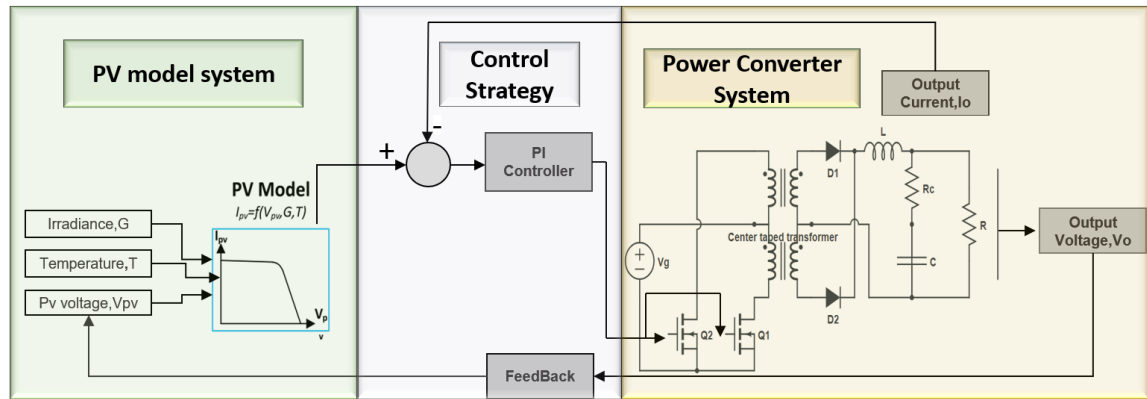 PV model system
Control
Strategy
Power Converter
System
Output
Current,Io
-
+
PI
Controller
PV Model
Ipv=f(Vpv,G,T)
Irradiance,G
Temperature,T
Pv voltage,Vpv
Ipv
Vp
v
L
D1
Rc
R
Center taped transformer
Vg
+
−
C
D2
Q2
Q1
Output
Voltage,Vo
FeedBack